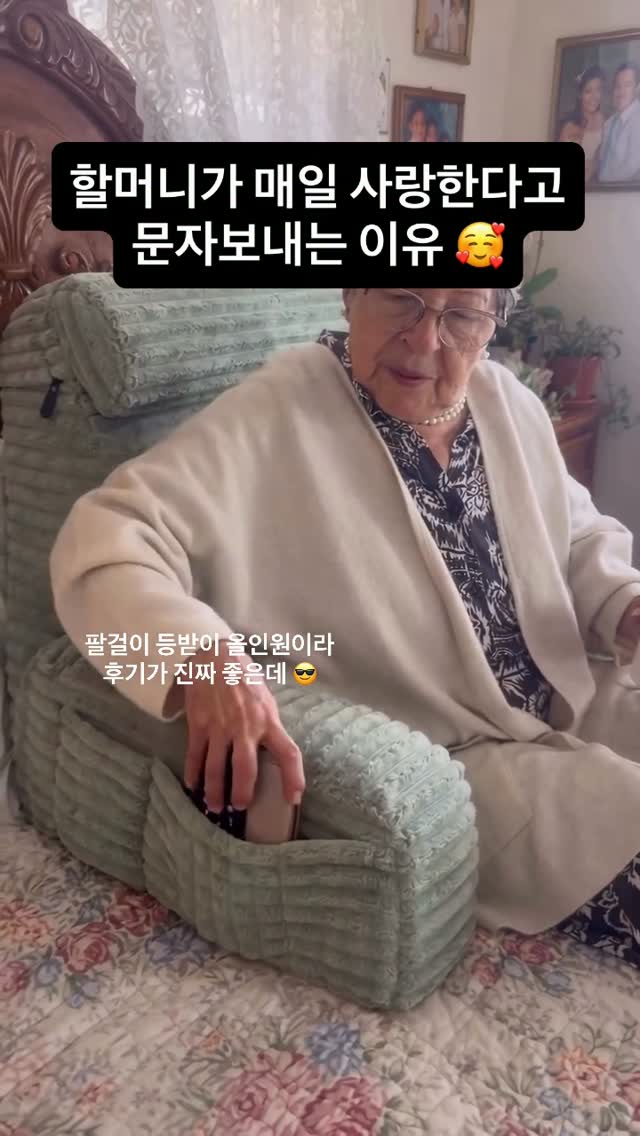 할머니가 매일 사랑한다고
문자보내는 이유 🥰
팔걸이 등받이 올인원이라
후기가 진짜 좋은데 😎